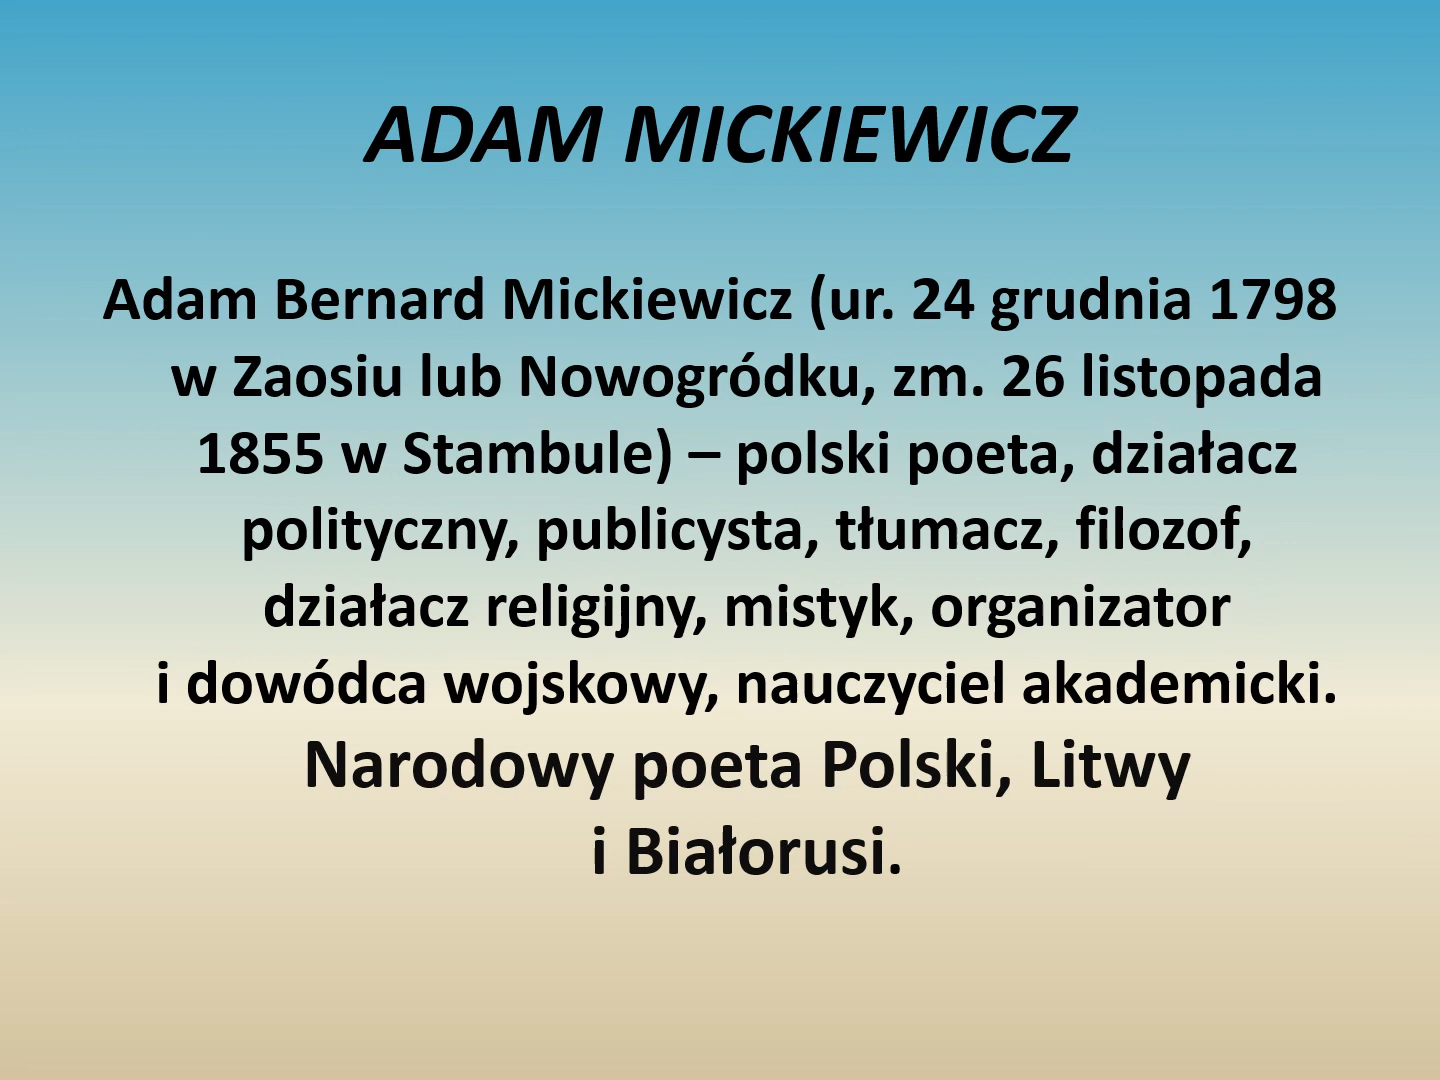 ADAM MICKIEWICZ
Adam Bernard Mickiewicz (ur. 24 grudnia 1798
w Zaosiu lub Nowogródku, zm. 26 listopada
1855 w Stambule) – polski poeta, działacz
polityczny, publicysta, tłumacz, filozof,
działacz religijny, mistyk, organizator
i dowódca wojskowy, nauczyciel akademicki.
Narodowy poeta Polski, Litwy
i Białorusi.